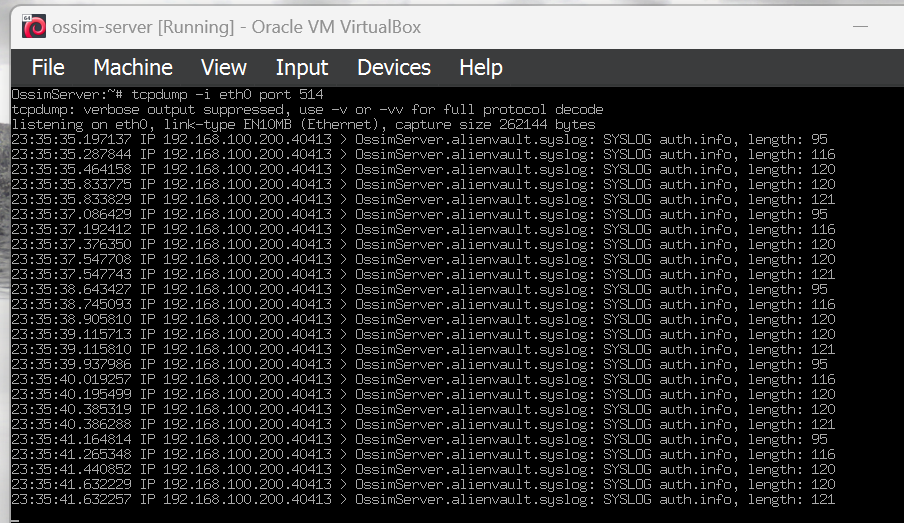 64
ossim-server [Running] - Oracle VM VirtualBox
File Machine View Input Devices Help
OssimServer:~# tcpdump -i eth0 port 514
tcpdump: verbose output suppressed, use -v or -vv for full protocol decode
listening on eth0, link-type EN10MB (Ethernet), capture size 262144 bytes
23:35:35.197137 IP 192.168.100.200.40413 > OssimServer.alienvault.syslog: SYSLOG auth.info, length: 95
23:35:35.287844 IP 192.168.100.200.40413 > OssimServer.alienvault.syslog: SYSLOG auth.info, length: 116
23:35:35.464158 IP 192.168.100.200.40413 > OssimServer.alienvault.syslog: SYSLOG auth.info, length: 120
23:35:35.833775 IP 192.168.100.200.40413 > OssimServer.alienvault.syslog: SYSLOG auth.info, length: 120
23:35:35.833829 IP 192.168.100.200.40413 > OssimServer.alienvault.syslog: SYSLOG auth.info, length: 121
23:35:37.086429 IP 192.168.100.200.40413 > OssimServer.alienvault.syslog: SYSLOG auth.info, length: 95
23:35:37.192412 IP 192.168.100.200.40413 > OssimServer.alienvault.syslog: SYSLOG auth.info, length: 116
23:35:37.376350 IP 192.168.100.200.40413 > OssimServer.alienvault.syslog: SYSLOG auth.info, length: 120
23:35:37.547708 IP 192.168.100.200.40413 > OssimServer.alienvault.syslog: SYSLOG auth.info, length: 120
23:35:37.547743 IP 192.168.100.200.40413 > OssimServer.alienvault.syslog: SYSLOG auth.info, length: 121
23:35:38.643427 IP 192.168.100.200.40413 > OssimServer.alienvault.syslog: SYSLOG auth.info, length: 95
23:35:38.745093 IP 192.168.100.200.40413 > OssimServer.alienvault.syslog: SYSLOG auth.info, length: 116
23:35:38.905810 IP 192.168.100.200.40413 > OssimServer.alienvault.syslog: SYSLOG auth.info, length: 120
23:35:39.115713 IP 192.168.100.200.40413 > OssimServer.alienvault.syslog: SYSLOG auth.info, length: 120
23:35:39.115810 IP 192.168.100.200.40413 > OssimServer.alienvault.syslog: SYSLOG auth.info, length: 121
23:35:39.937986 IP 192.168.100.200.40413 > OssimServer.alienvault.syslog: SYSLOG auth.info, length: 95
23:35:40.019257 IP 192.168.100.200.40413 > OssimServer.alienvault.syslog: SYSLOG auth.info, length: 116
23:35:40.195499 IP 192.168.100.200.40413 > OssimServer.alienvault.syslog: SYSLOG auth.info, length: 120
23:35:40.385319 IP 192.168.100.200.40413 > OssimServer.alienvault.syslog: SYSLOG auth.info, length: 120
23:35:40.386288 IP 192.168.100.200.40413 > OssimServer.alienvault.syslog: SYSLOG auth.info, length: 121
23:35:41.164814 IP 192.168.100.200.40413 > OssimServer.alienvault.syslog: SYSLOG auth.info, length: 95
23:35:41.265348 IP 192.168.100.200.40413 > OssimServer.alienvault.syslog: SYSLOG auth.info, length: 116
23:35:41.440852 IP 192.168.100.200.40413 > OssimServer.alienvault.syslog: SYSLOG auth.info, length: 120
23:35:41.632229 IP 192.168.100.200.40413 > OssimServer.alienvault.syslog: SYSLOG auth.info, length: 120
23:35:41.632257 IP 192.168.100.200.40413 > OssimServer.alienvault.syslog: SYSLOG auth.info, length: 121